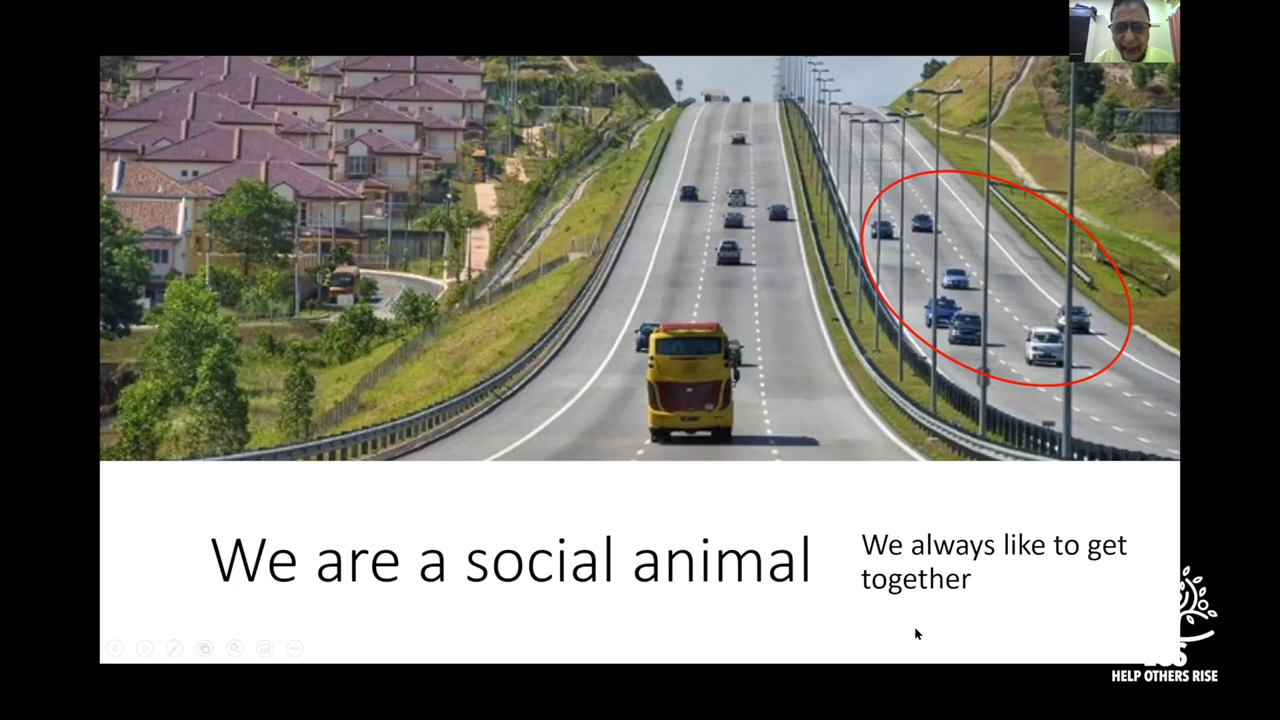 We are a social animal
We always like to get
together
HELP OTHERS RISE